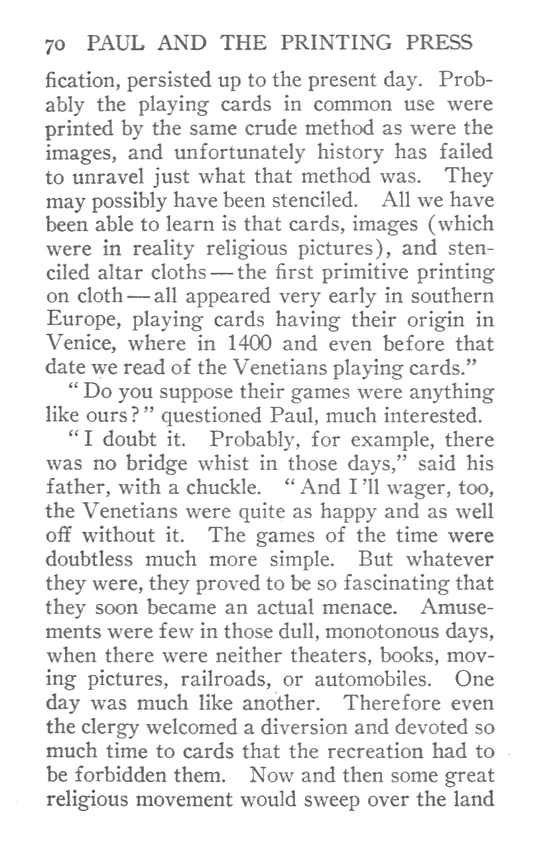 70 PAUL AND THE PRINTING PRESS
fication, persisted up to the present day. Prob-
ably the playing cards in common use were
printed by the same crude method as were the
images, and unfortunately history has failed
to unravel just what that method was. They
may possibly have been stenciled. All we have
been able to learn is that cards, images (which
were in reality religious pictures), and sten-
ciled altar cloths — the first primitive printing
on cloth — all appeared very early in southern
Europe, playing cards having their origin in
Venice, where in 1400 and even before that
date we read of the Venetians playing cards.”
“ Do you suppose their games were anything
like ours? ” questioned Paul, much interested.
“ I doubt it. Probably, for example, there
was no bridge whist in those days,” said his
father, with a chuckle. “ And I ’ll wager, too,
the Venetians were quite as happy and as well
off without it. The games of the time were
doubtless much more simple. But whatever
they were, they proved to be so fascinating that
they soon became an actual menace. Amuse-
ments were few in those dull, monotonous days,
when there were neither theaters, books, mov-
ing pictures, railroads, or automobiles. One
day was much like another. Therefore even
the clergy welcomed a diversion and devoted so
much time to cards that the recreation had to
be forbidden them. Now and then some great
religious movement would sweep over the land